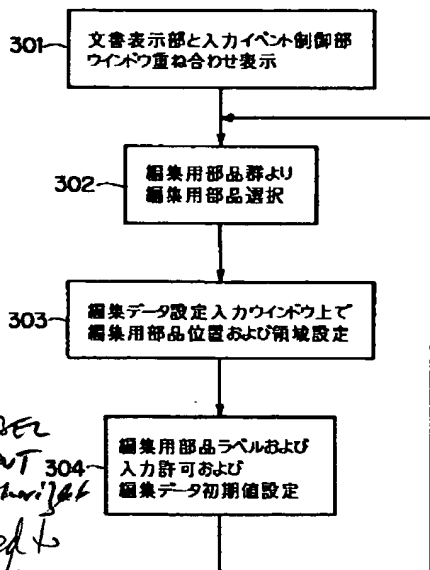 301
文書表示部と入力イベント制御部
ウインドウ重ね合わせ表示
302
編集用部品群より
編集用部品選択
303
編集データ設定入力ウインドウ上で
編集用部品位置および領域設定
304
編集用部品ラベルおよび
入力許可および
編集データ初期値設定